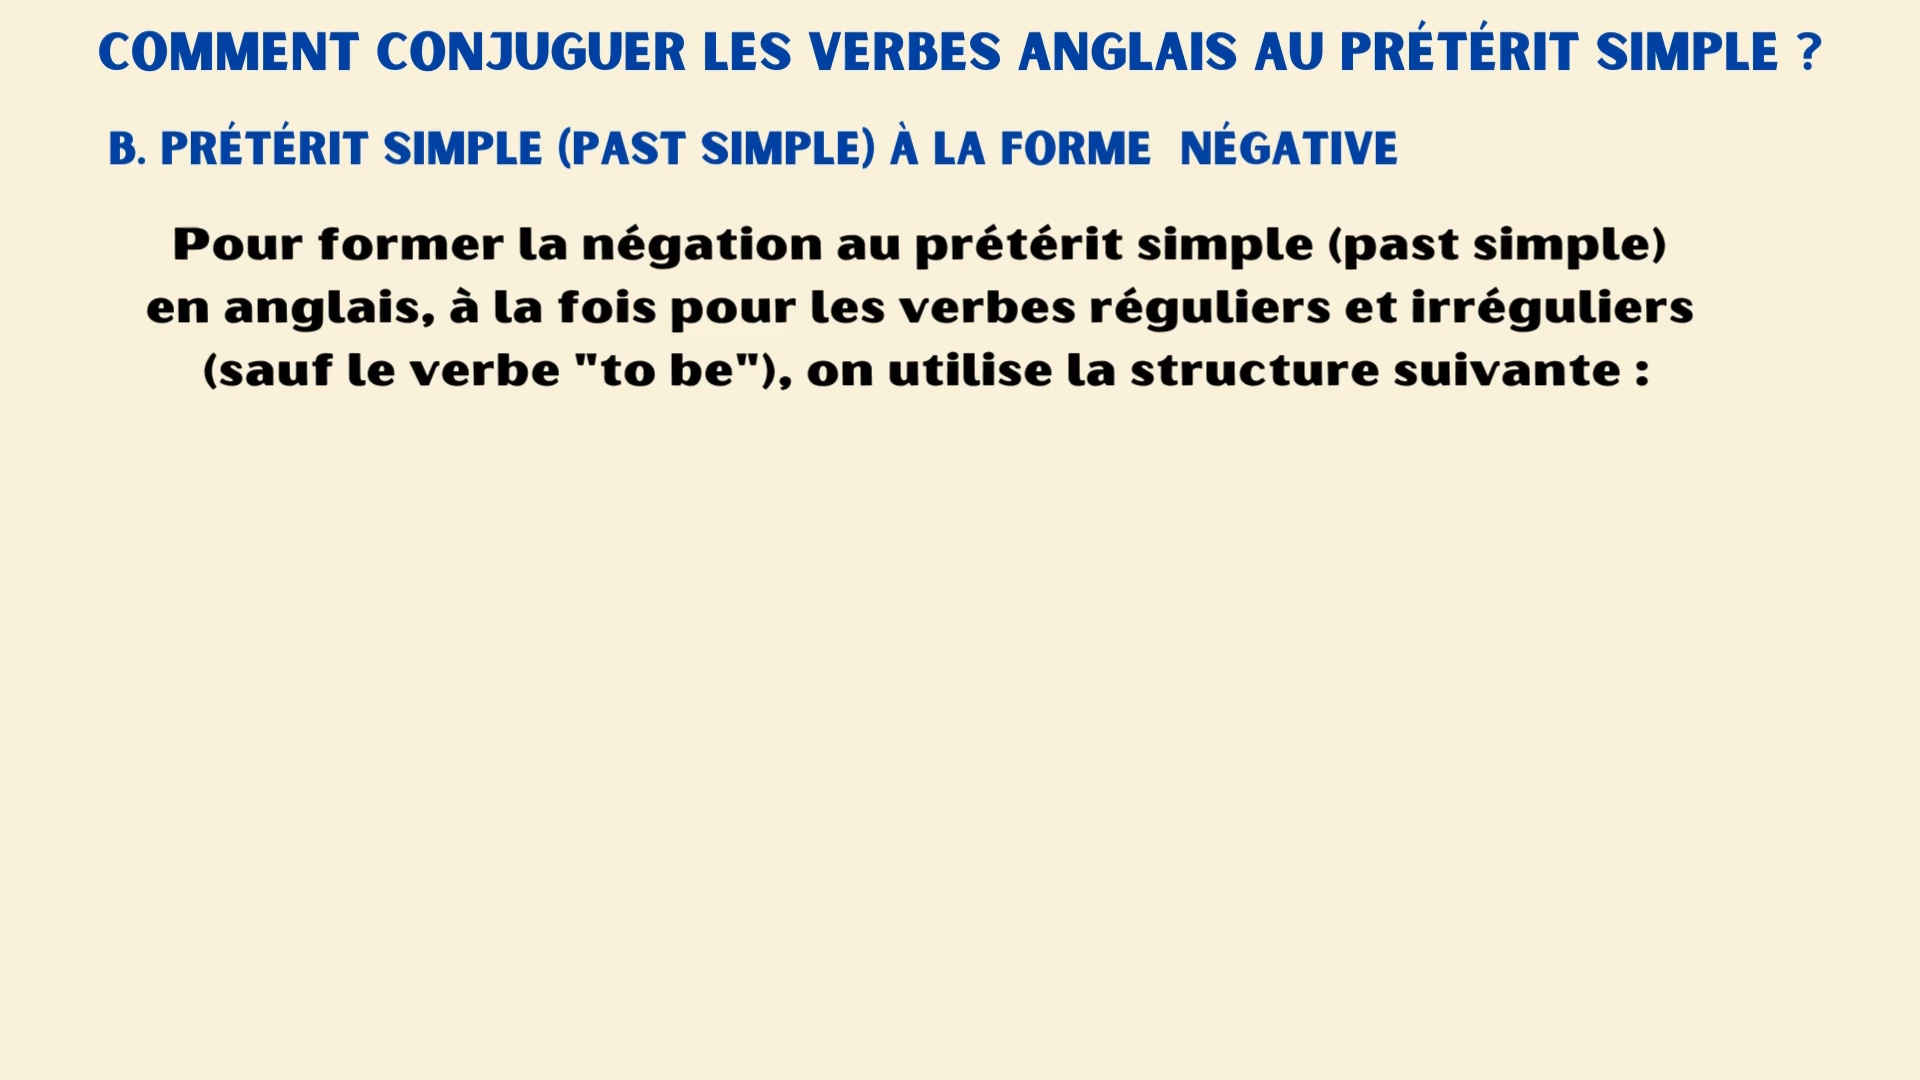 COMMENT CONJUGUER LES VERBES ANGLAIS AU PRÉTÉRIT SIMPLE ?
B. PRÉTÉRIT SIMPLE (PAST SIMPLE) À LA FORME NÉGATIVE
Pour former la négation au prétérit simple (past simple)
en anglais, à la fois pour les verbes réguliers et irréguliers
(sauf le verbe "to be"), on utilise la structure suivante :